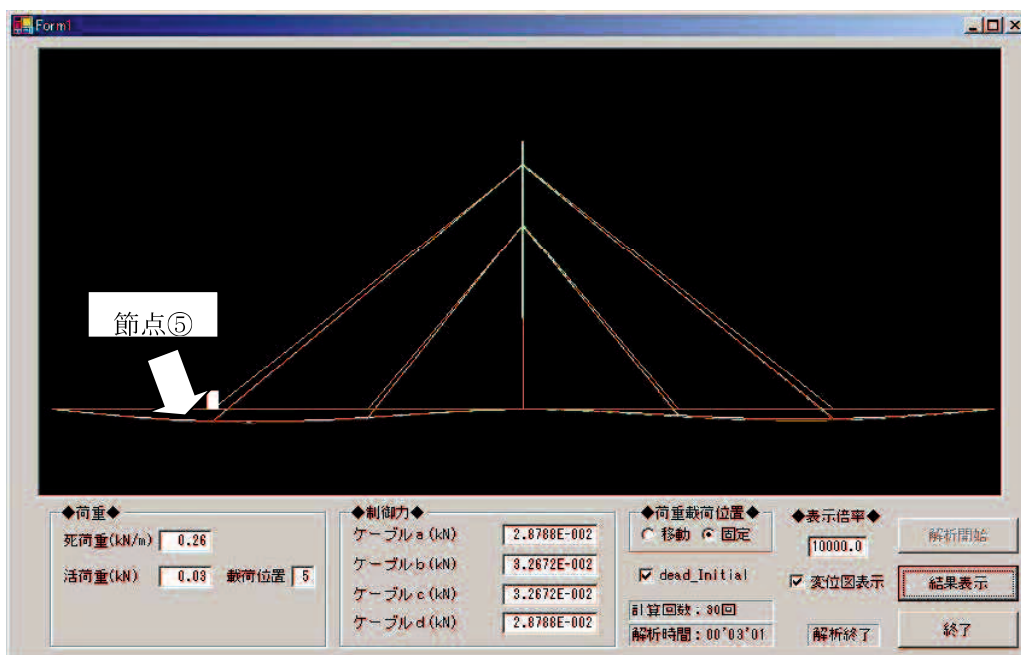 Form1
節点⑤
◆荷重◆
死荷重(kN/m) 0.26
活荷重(kN) 0.03 載荷位置 5
◆制御力◆
ケーブルa(kN) 2.8788E-002
ケーブルb(kN) 3.2672E-002
ケーブルc(kN) 3.2672E-002
ケーブルd(kN) 2.8788E-002
◆荷重載荷位置◆
移動 固定
dead_Initial
計算回数:30回
解析時間:00'03'01
◆表示倍率◆
10000.0
変位図表示
解析終了
解析開始
結果表示
終了